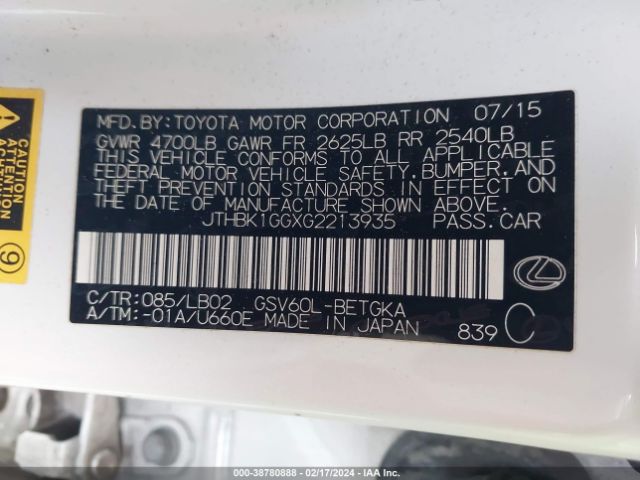 MFD.BY:TOYOTA MOTOR CORPORATION 07/15
GVWR 4700LB GAWR FR 2625LB RR 2540LB
THIS VEHICLE CONFORMS TO ALL APPLICABLE
FEDERAL MOTOR VEHICLE SAFETY,BUMPER,AND
THEFT PREVENTION STANDARDS IN EFFECT ON
THE DATE OF MANUFACTURE SHOWN ABOVE.
JTHBK1GGXG2213935 PASS.CAR
C/TR:085/LB02 GSV60L-BETGKA
A/TM:-01A/U660E MADE IN JAPAN 839 C
CAUTION
ATTENTION
9
000-38780888 - 02/17/2024 - IAA Inc.